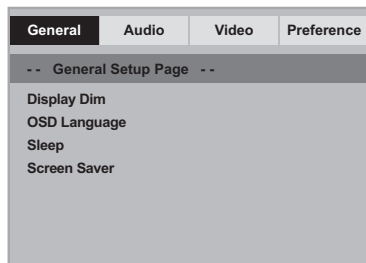 General Audio Video Preference
- - General Setup Page - -
Display Dim
OSD Language
Sleep
Screen Saver